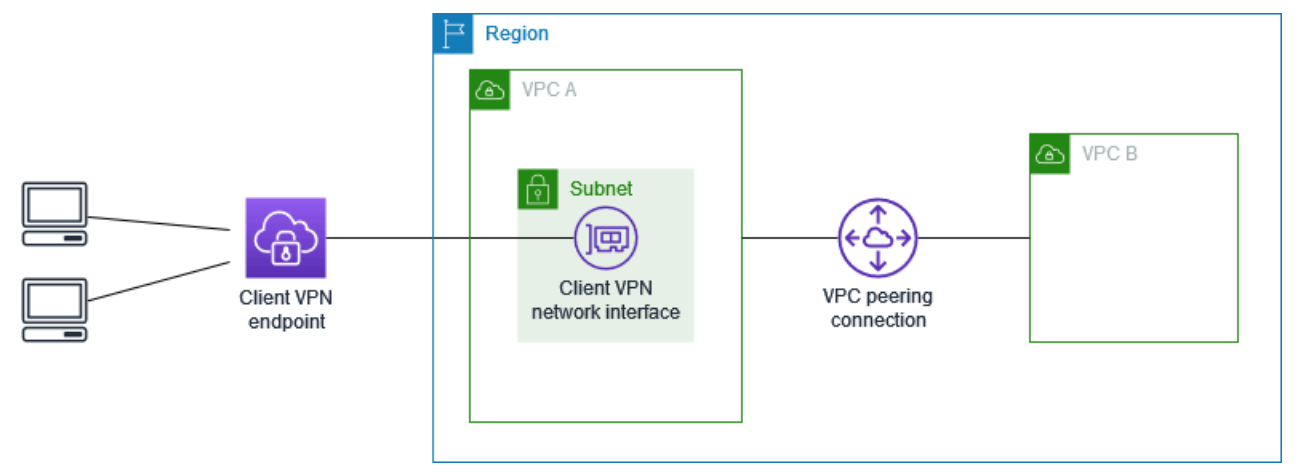 Region
VPC A
VPC B
Subnet
Client VPN
network interface
Client VPN
endpoint
VPC peering
connection